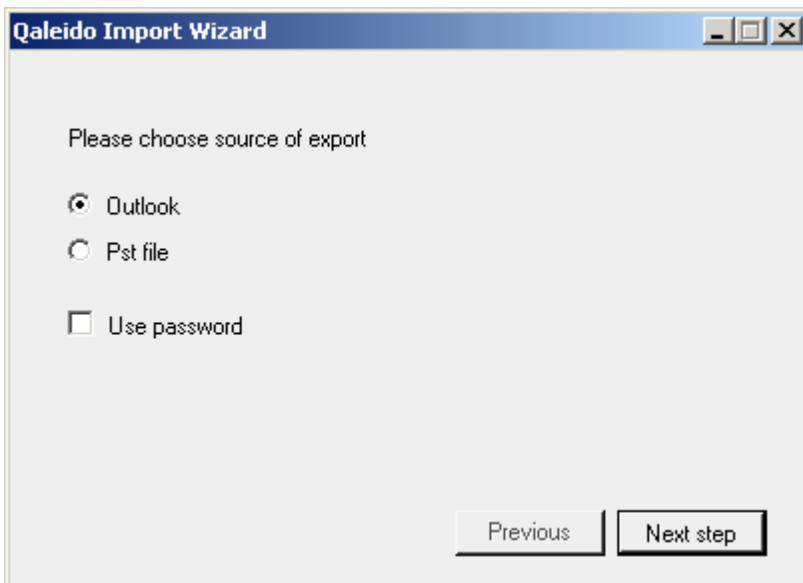 Qaleido Import Wizard
Please choose source of export
Outlook
Pst file
Use password
Previous
Next step